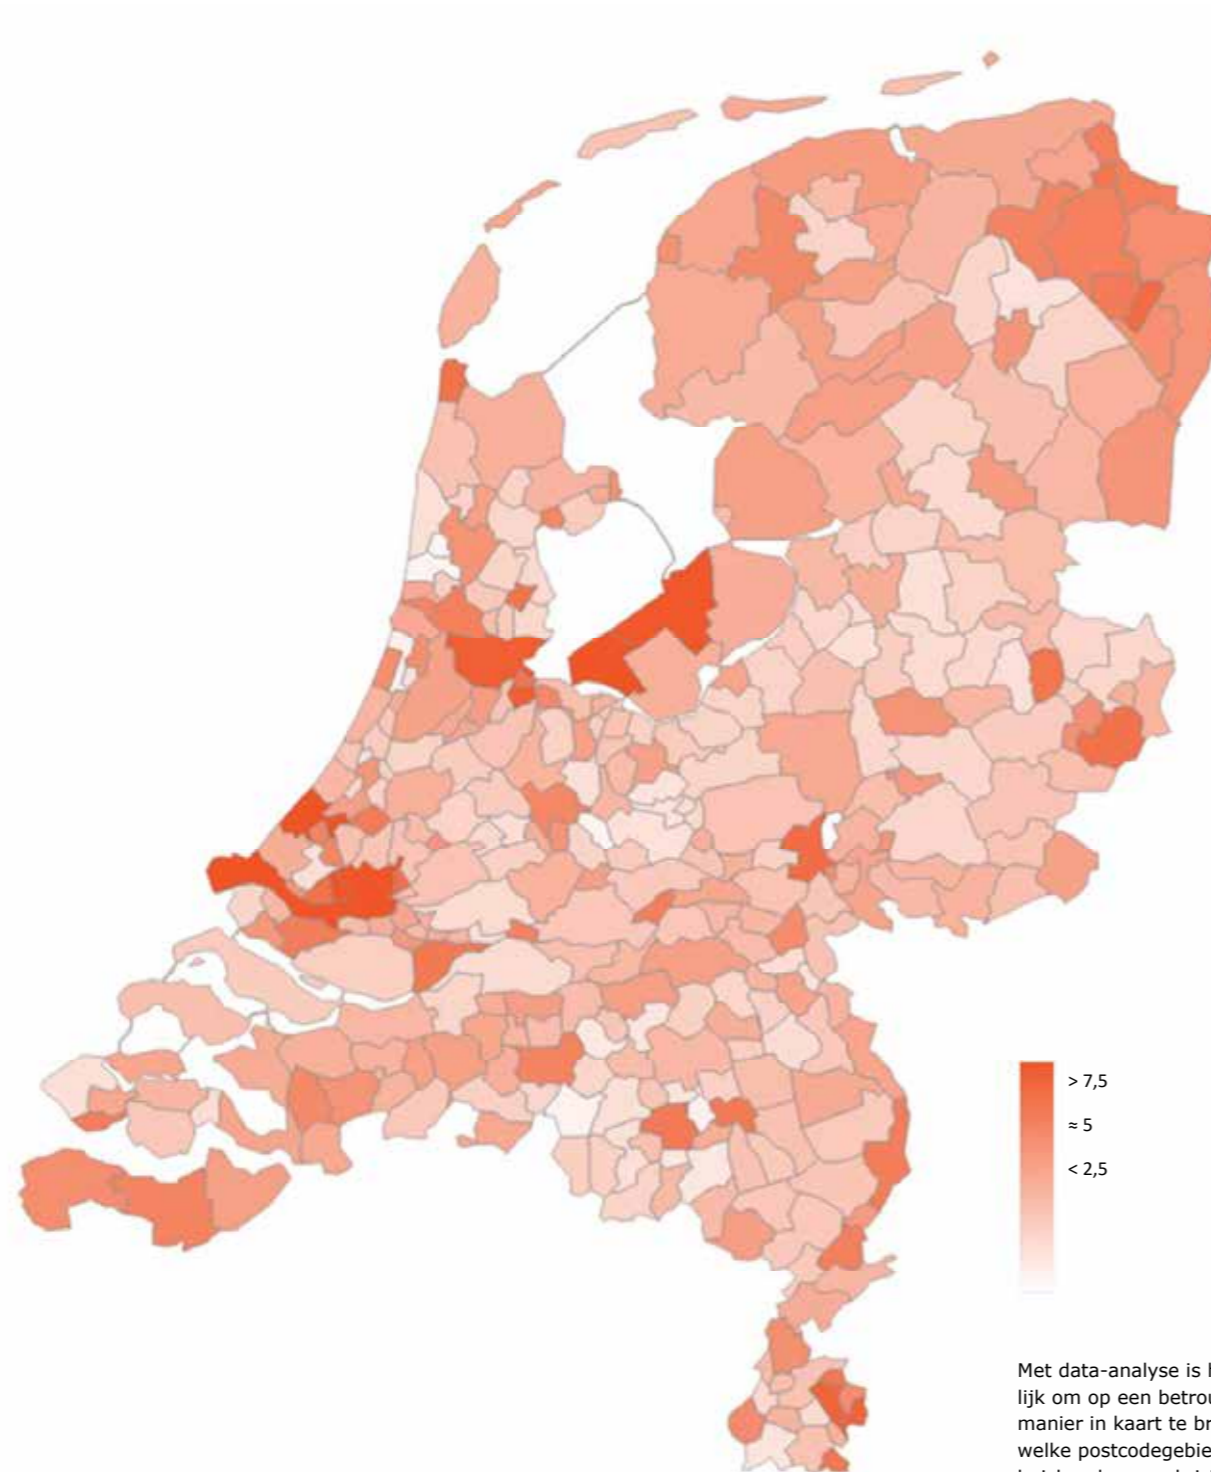 > 7,5
≈ 5
< 2,5
Met data-analyse is
lijk om op een betrou
manier in kaart te br
welke postcodegebie